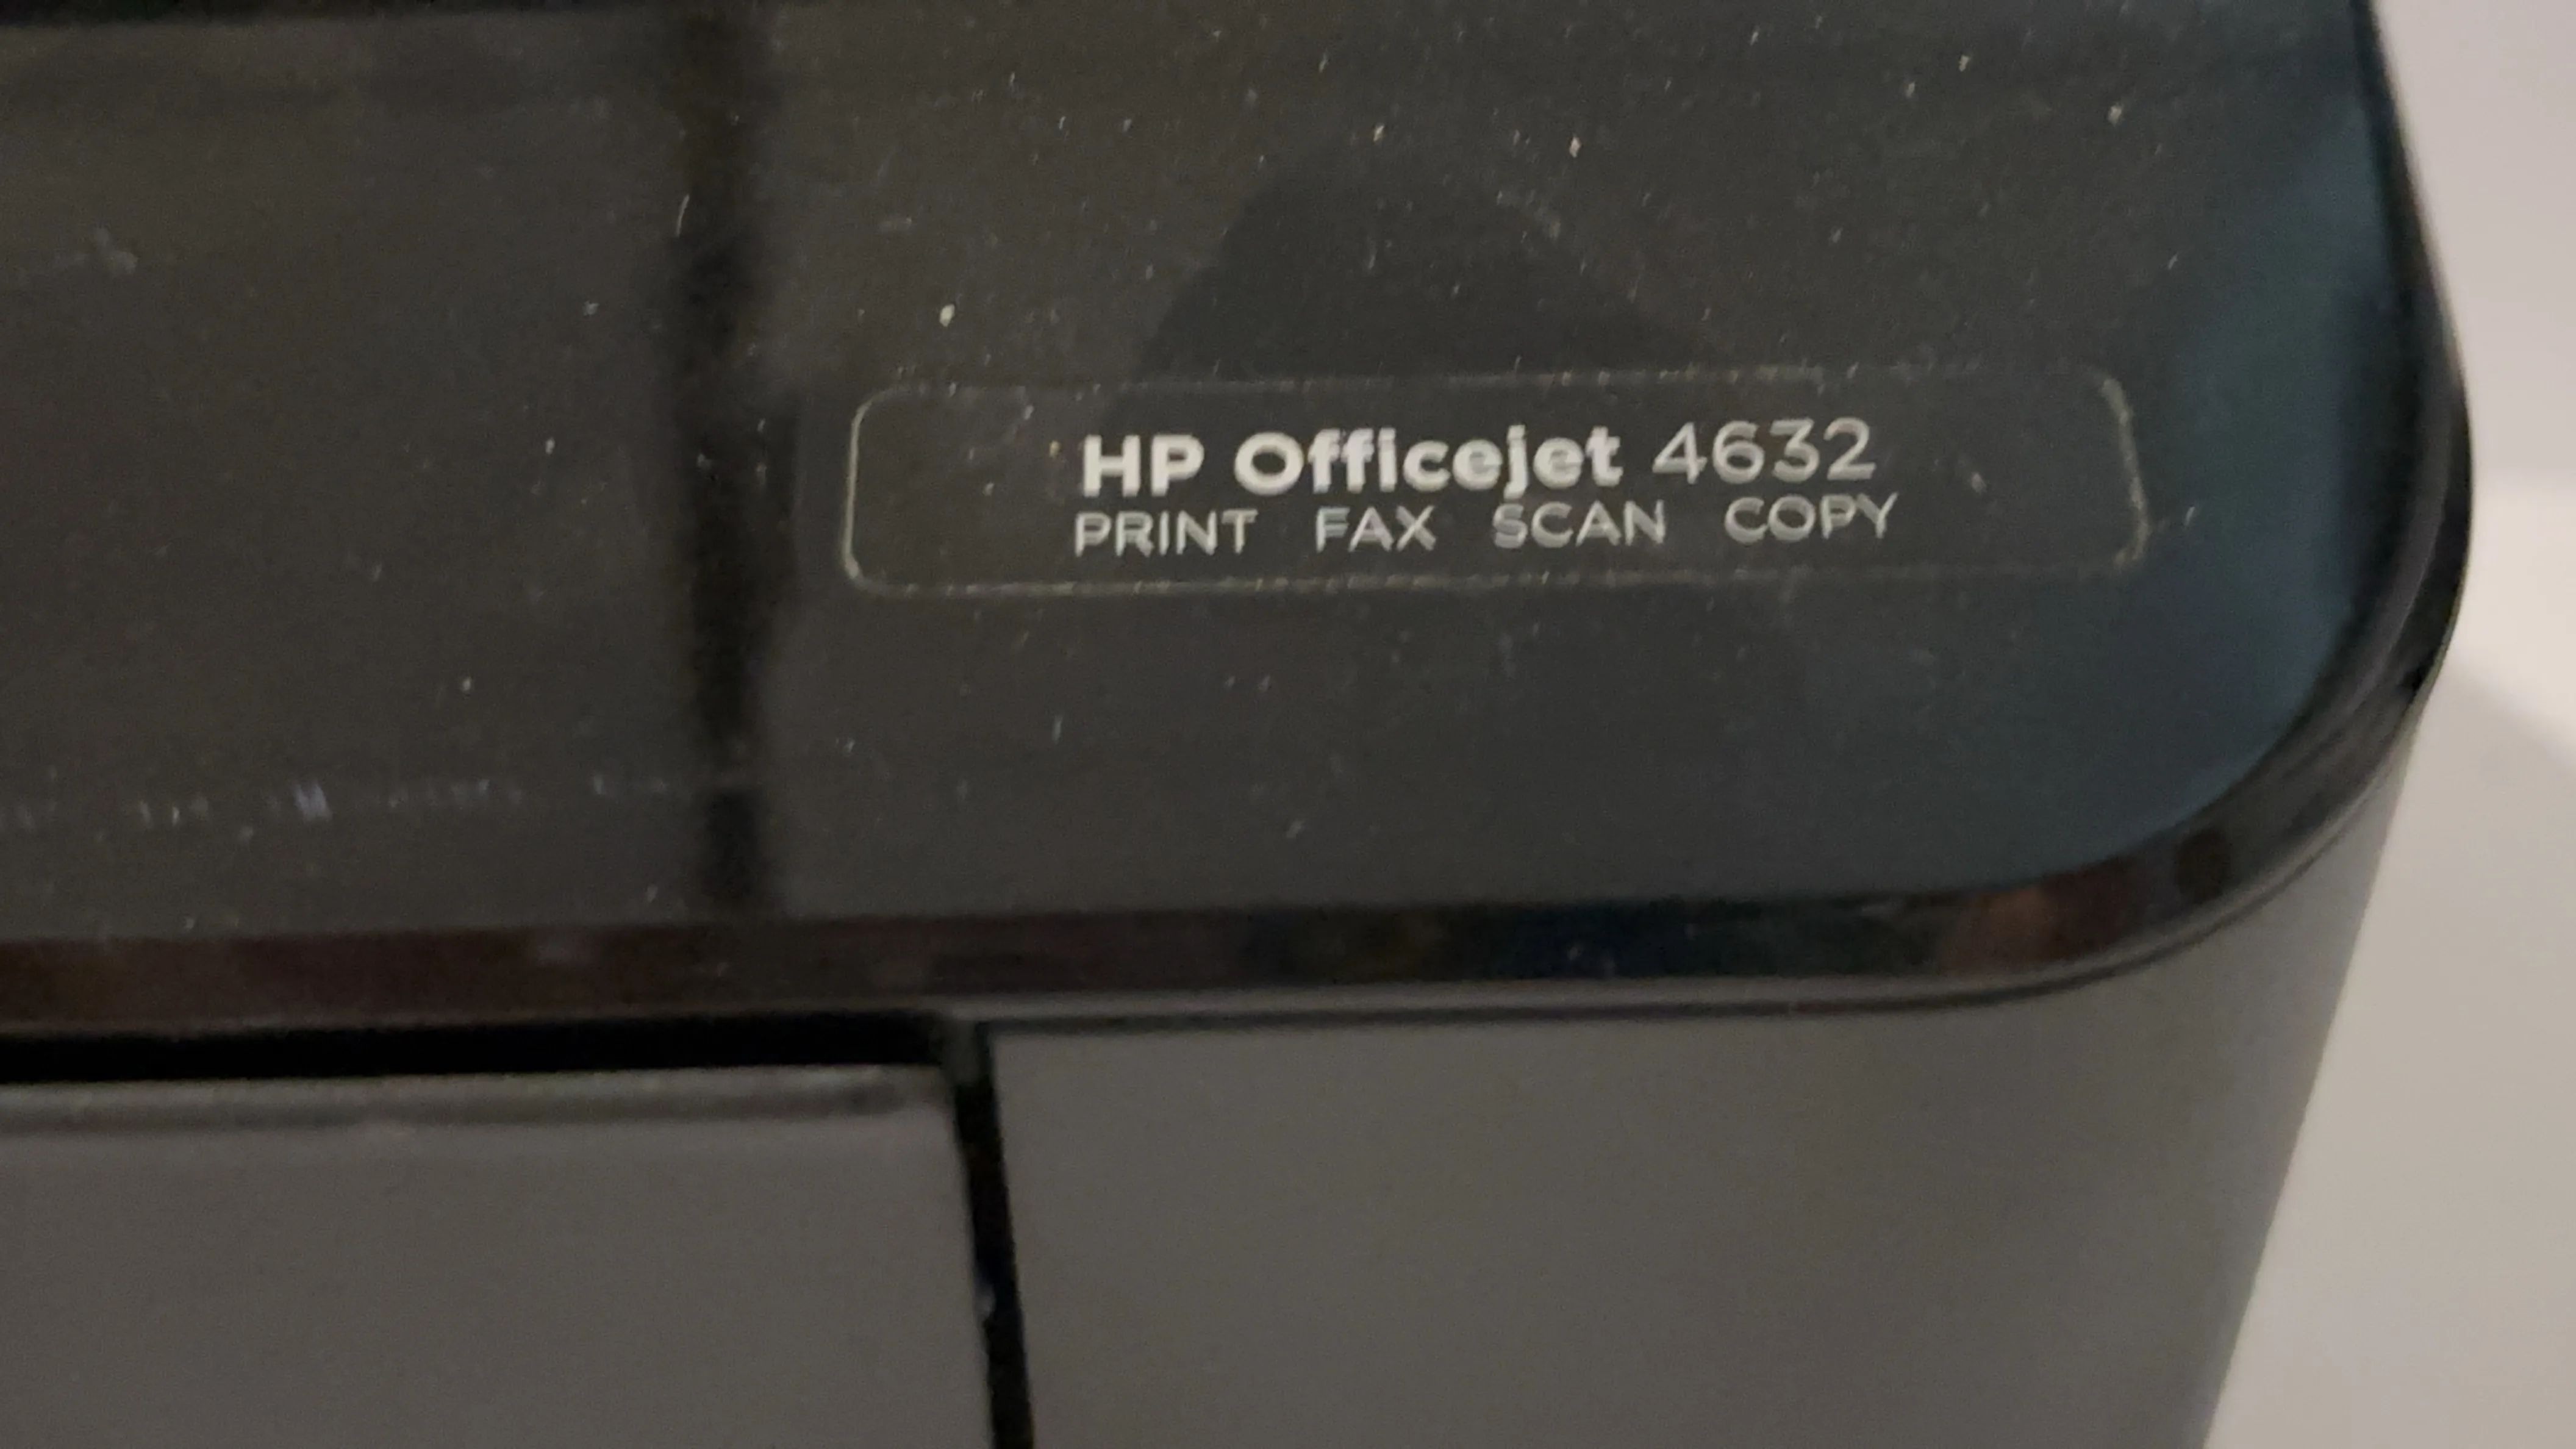 HP Officejet 4632
PRINT FAX SCAN COPY